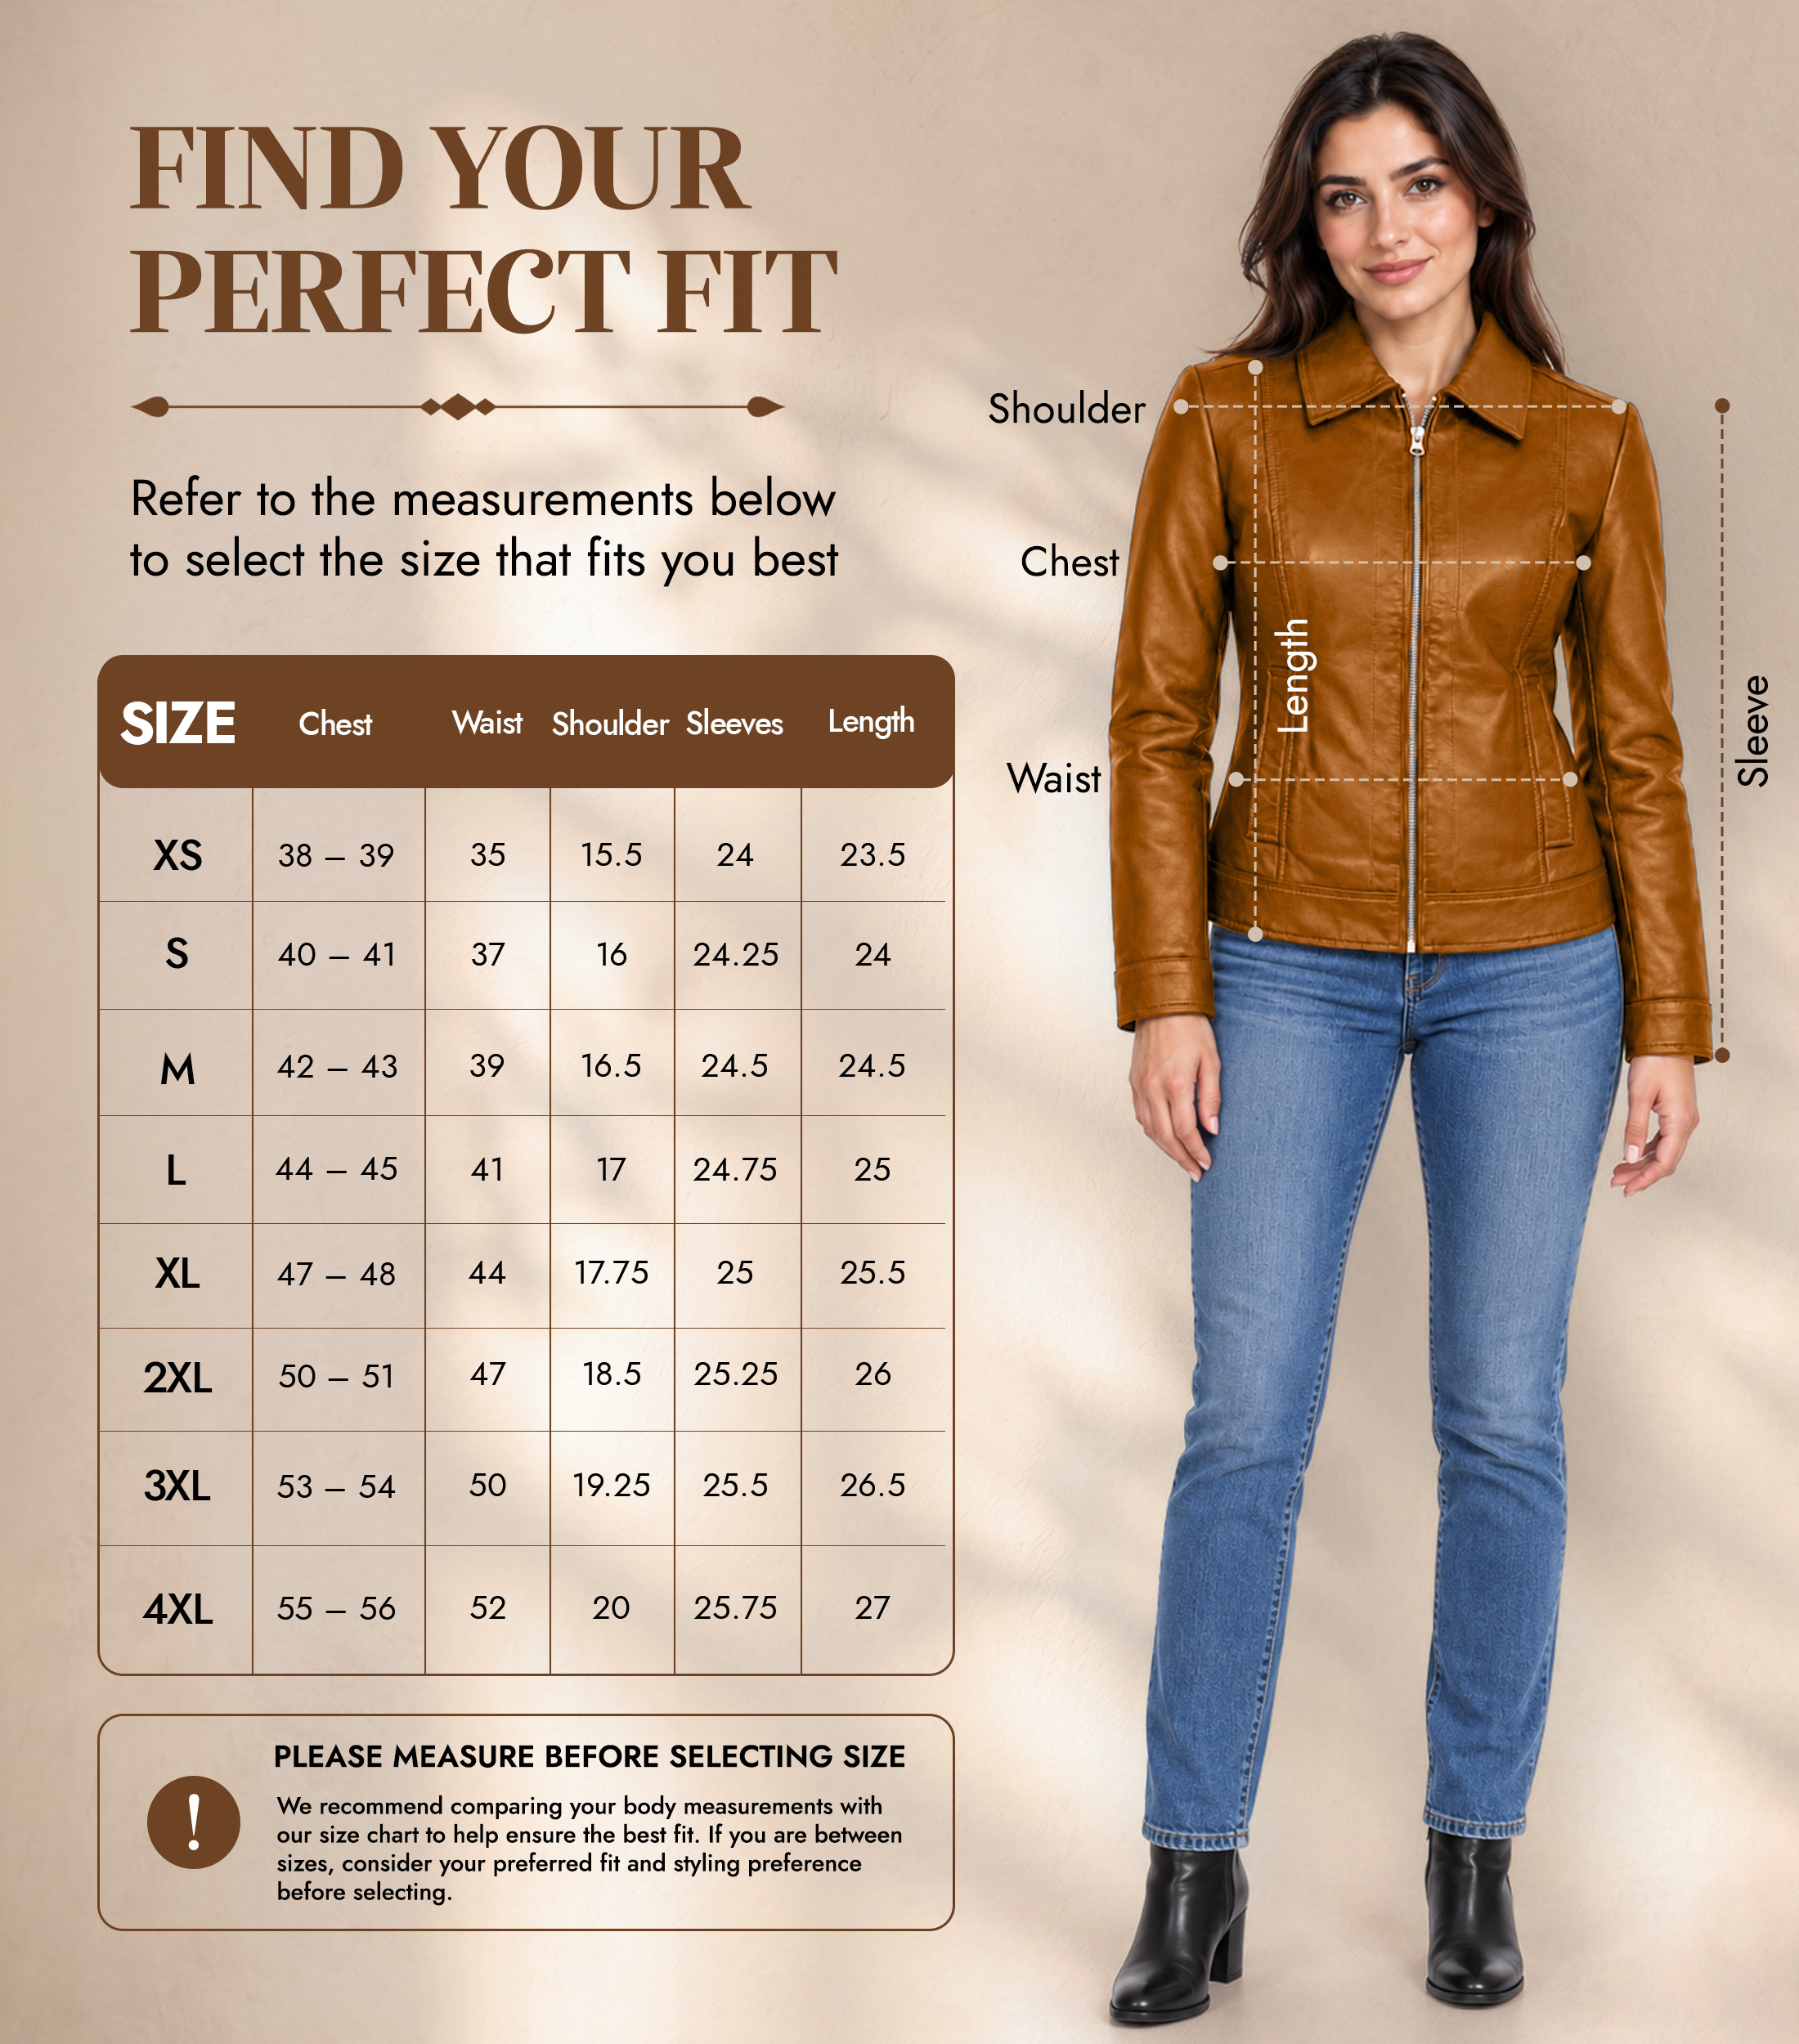 FIND YOUR
PERFECT FIT
Refer to the measurements below
to select the size that fits you best
SIZE Chest Waist Shoulder Sleeves Length
XS 38 – 39 35 15.5 24 23.5
S 40 – 41 37 16 24.25 24
M 42 – 43 39 16.5 24.5 24.5
L 44 – 45 41 17 24.75 25
XL 47 – 48 44 17.75 25 25.5
2XL 50 – 51 47 18.5 25.25 26
3XL 53 – 54 50 19.25 25.5 26.5
4XL 55 – 56 52 20 25.75 27
!
PLEASE MEASURE BEFORE SELECTING SIZE
We recommend comparing your body measurements with
our size chart to help ensure the best fit. If you are between
sizes, consider your preferred fit and styling preference
before selecting.
Shoulder
Chest
Length
Waist
Sleeve